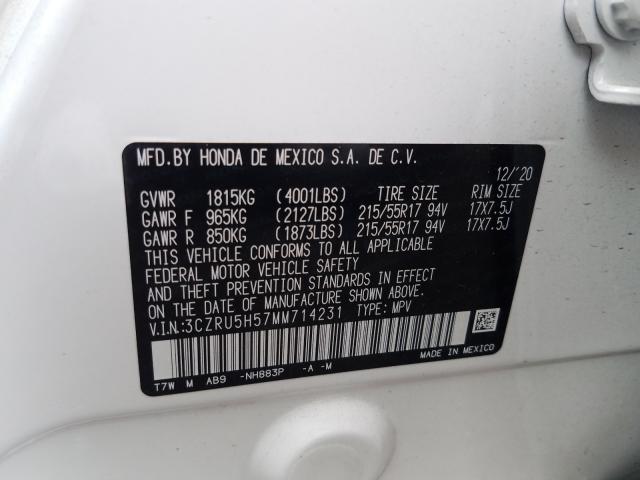 MFD.BY HONDA DE MEXICO S.A. DE C.V.
12/'20
GVWR 1815KG (4001LBS) TIRE SIZE RIM SIZE
GAWR F 965KG (2127LBS) 215/55R17 94V 17X7.5J
GAWR R 850KG (1873LBS) 215/55R17 94V 17X7.5J
THIS VEHICLE CONFORMS TO ALL APPLICABLE
FEDERAL MOTOR VEHICLE SAFETY
AND THEFT PREVENTION STANDARDS IN EFFECT
ON THE DATE OF MANUFACTURE SHOWN ABOVE.
V.I.N:3CZRU5H57MM714231 TYPE: MPV
T7W M AB9 -NH883P -A -M
MADE IN MEXICO